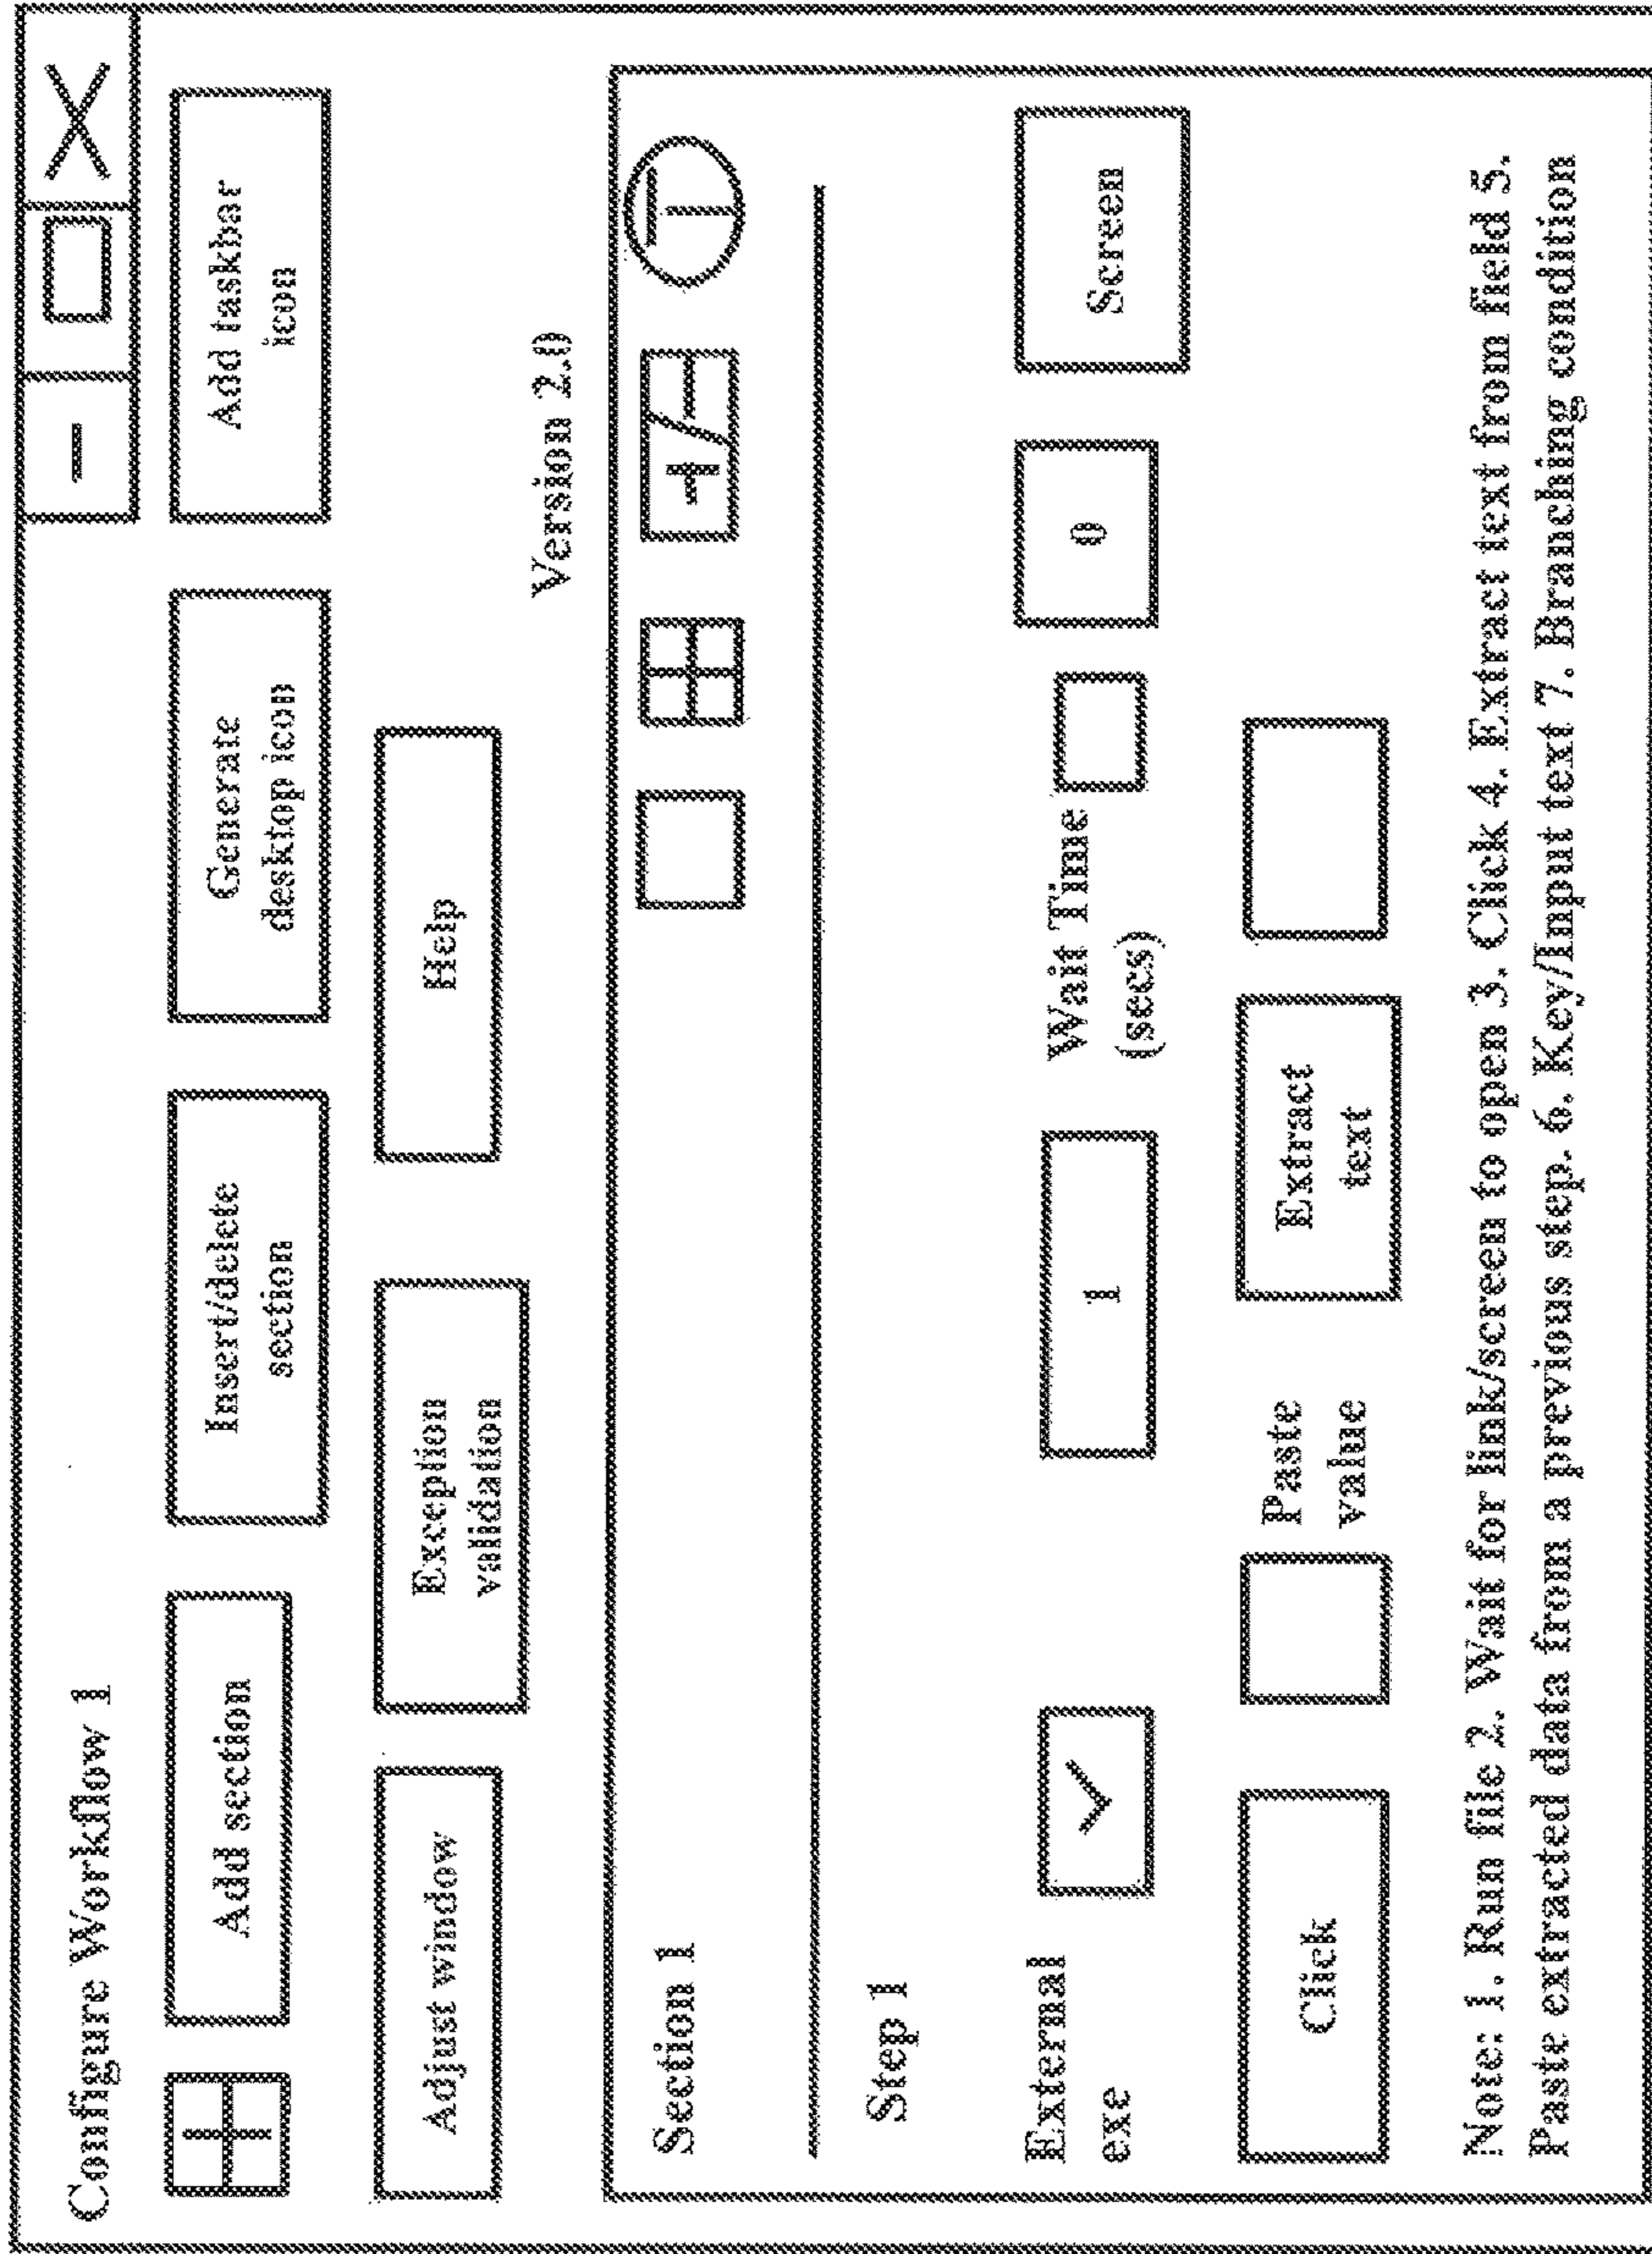 Configure Workflow 1
Add section
Insert/delete
section
Generate
desktop icon
Add taskbar
icon
Adjust window
Exception
validation
Help
Version 2.0
Section 1
+/-
Step 1
External
exe
1
Wait Time
(secs)
0
Screen
Click
Paste
value
Extract
text
Note: 1. Run file 2. Wait for link/screen to open 3. Click 4. Extract text from field 5.
Paste extracted data from a previous step. 6. Key/Input text 7. Branching condition